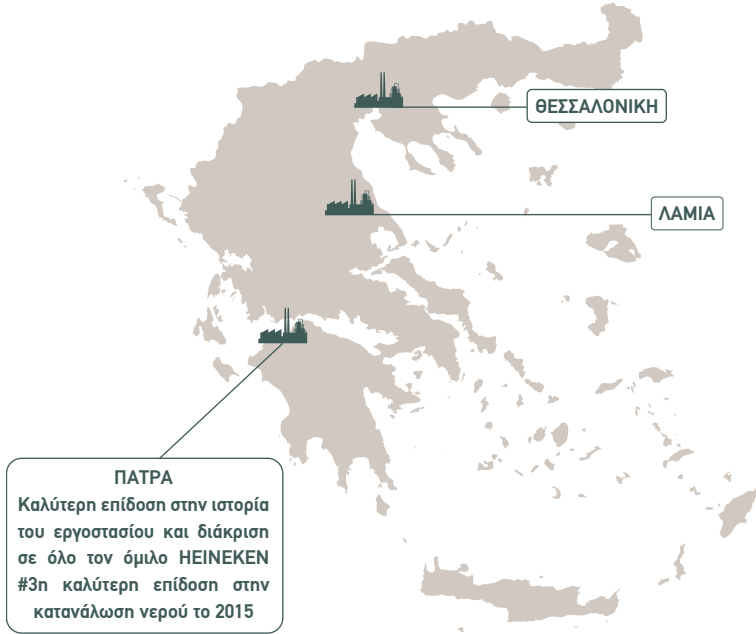 ΘΕΣΣΑΛΟΝΙΚΗ
ΛΑΜΙΑ
ΠΑΤΡΑ
Καλύτερη επίδοση στην ιστορία
του εργοστασίου και διάκριση
σε όλο τον όμιλο HEINEKEN
#3η καλύτερη επίδοση στην
κατανάλωση νερού το 2015